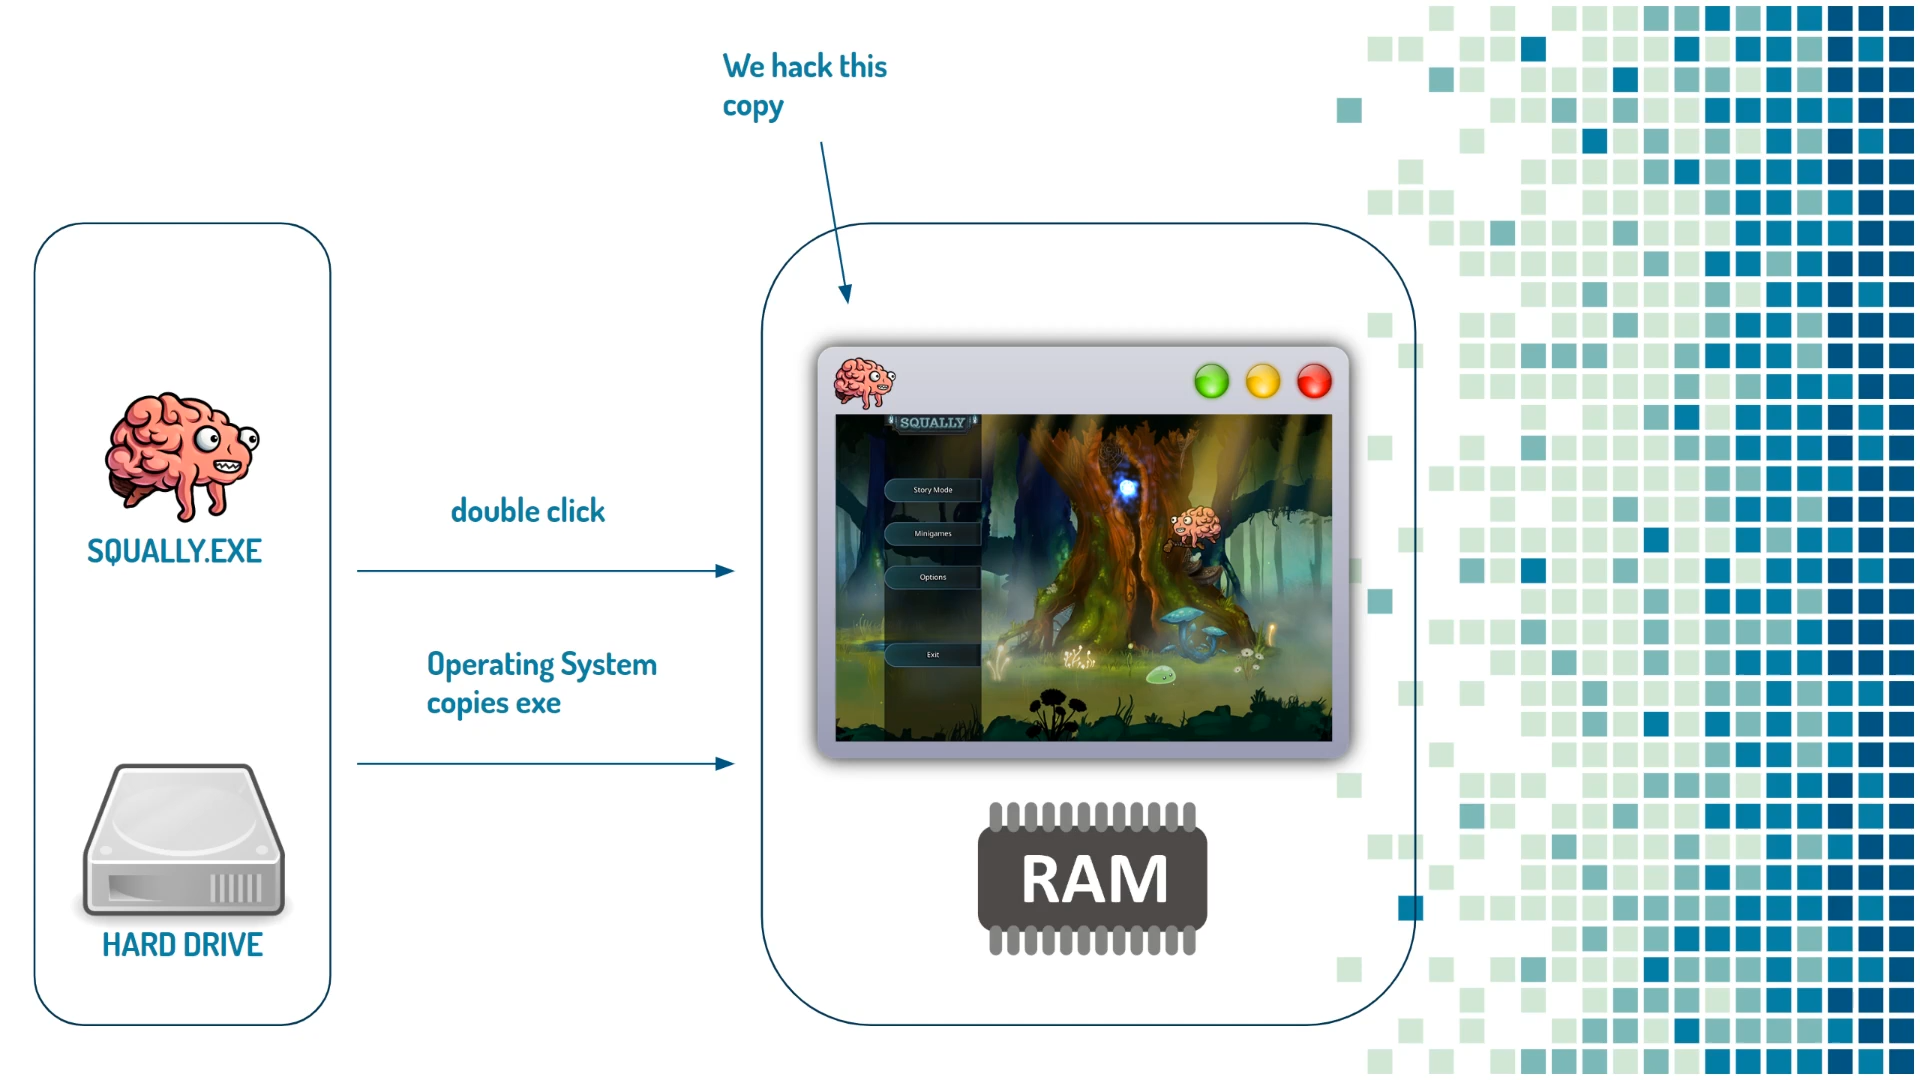 We hack this
copy
SQUALLY.EXE
HARD DRIVE
double click
Operating System
copies exe
SQUALLY
Story Mode
Minigames
Options
Exit
RAM